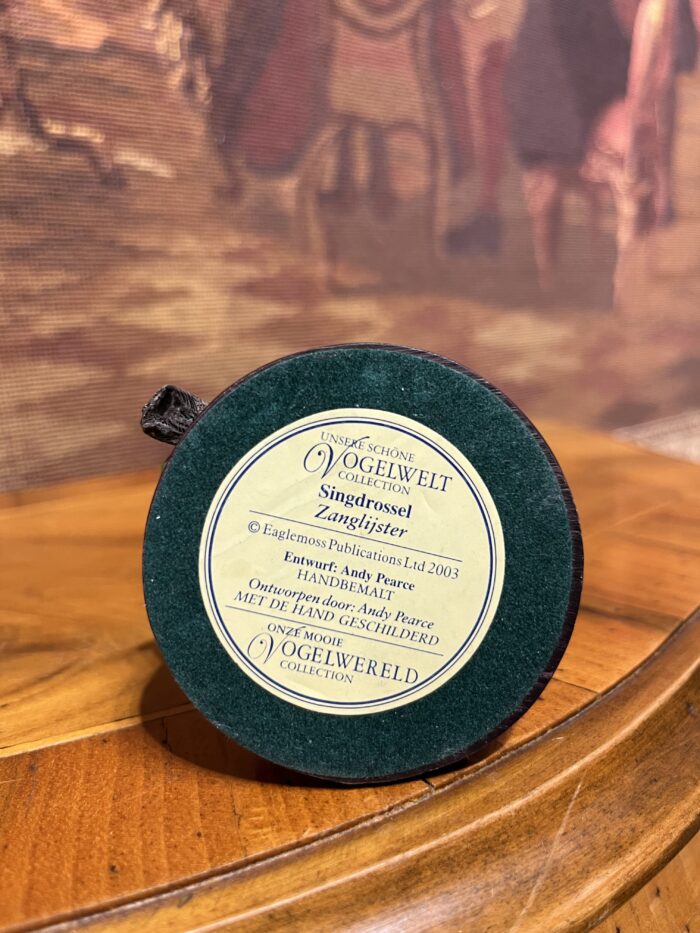 UNSERE SCHÖNE
VOGELWELT
COLLECTION
Singdrossel
Zanglijster
© Eaglemoss Publications Ltd 2003
Entwurf: Andy Pearce
HANDBEMALT
Ontworpen door: Andy Pearce
MET DE HAND GESCHILDERD
ONZE MOOIE
VOGELWERELD
COLLECTION